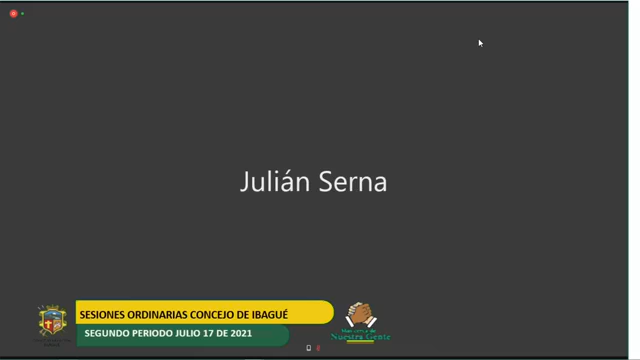 Julián Serna
SESIONES ORDINARIAS CONCEJO DE IBAGUÉ
SEGUNDO PERIODO JULIO 17 DE 2021
Nuestra Gente